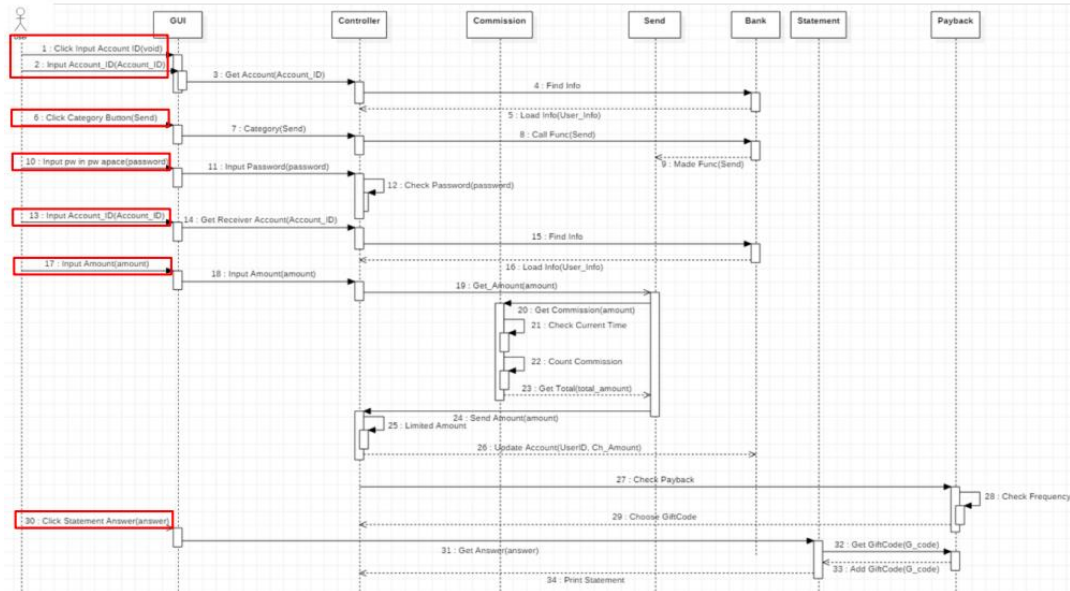 GUI
Controller
Commission
Send
Bank
Statement
Payback
1 : Click Input Account ID(void)
2 : Input Account_ID(Account_ID)
3 : Get Account(Account_ID)
4 : Find Info
5 : Load Info(User_Info)
6 : Click Category Button(Send)
7 : Category(Send)
8 : Call Func(Send)
9 : Made Func(Send)
10 : Input pw in pw apace(password)
11 : Input Password(password)
12 : Check Password(password)
13 : Input Account_ID(Account_ID)
14 : Get Receiver Account(Account_ID)
15 : Find Info
16 : Load Info(User_Info)
17 : Input Amount(amount)
18 : Input Amount(amount)
19 : Get_Amount(amount)
20 : Get Commission(amount)
21 : Check Current Time
22 : Count Commission
23 : Get Total(total_amount)
24 : Send Amount(amount)
25 : Limited Amount
26 : Update Account(UserID, Ch_Amount)
27 : Check Payback
28 : Check Frequency
29 : Choose GiftCode
30 : Click Statement Answer(answer)
31 : Get Answer(answer)
32 : Get GiftCode(G_code)
33 : Add GiftCode(G_code)
34 : Print Statement